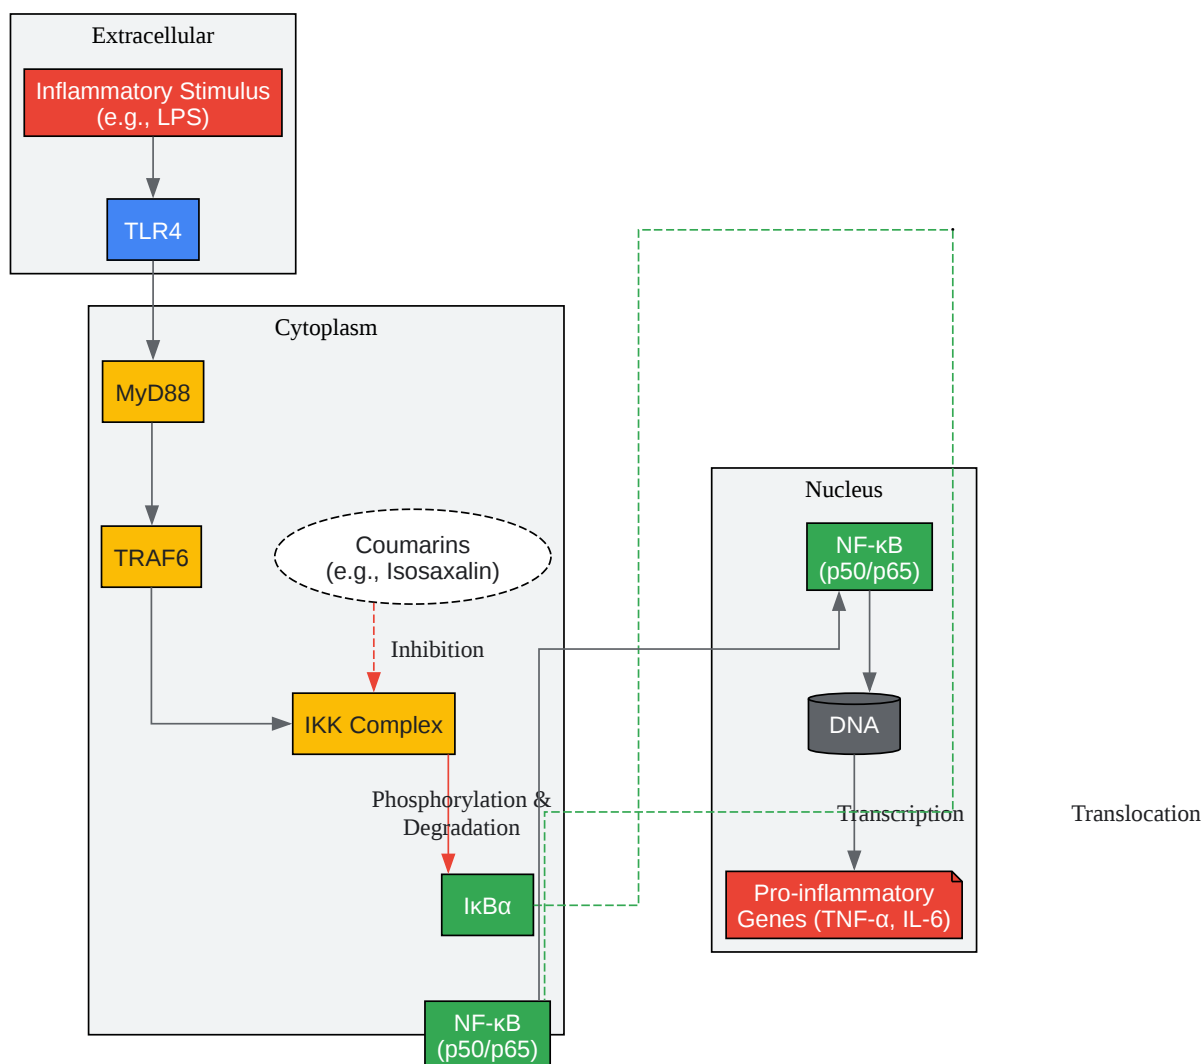 Extracellular
Inflammatory Stimulus
(e.g., LPS)
TLR4
Cytoplasm
MyD88
TRAF6
Coumarins
(e.g., Isosaxalin)
Inhibition
IKK Complex
Phosphorylation &
Degradation
IκBα
NF-κB
(p50/p65)
Nucleus
NF-κB
(p50/p65)
DNA
Transcription
Translocation
Pro-inflammatory
Genes (TNF-α, IL-6)